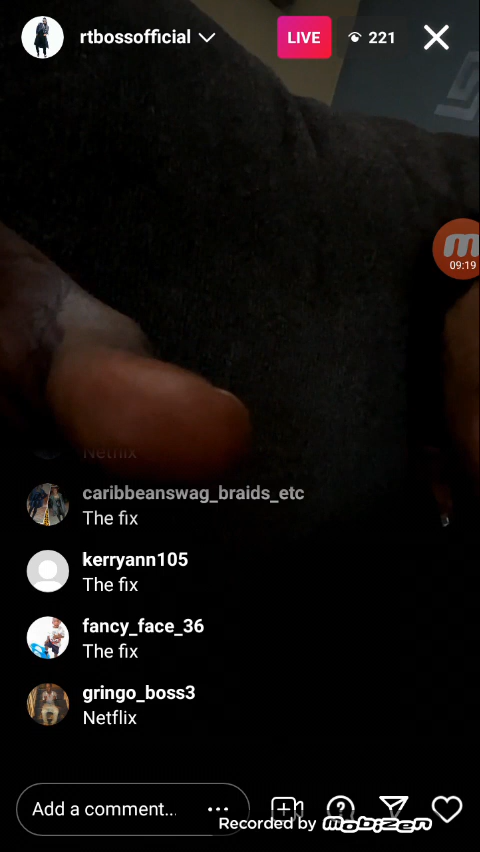 rtbossofficial
LIVE
221
09:19
Netflix
caribbeanswag_braids_etc
The fix
kerryann105
The fix
fancy_face_36
The fix
gringo_boss3
Netflix
Add a comment...
Recorded by mobizen